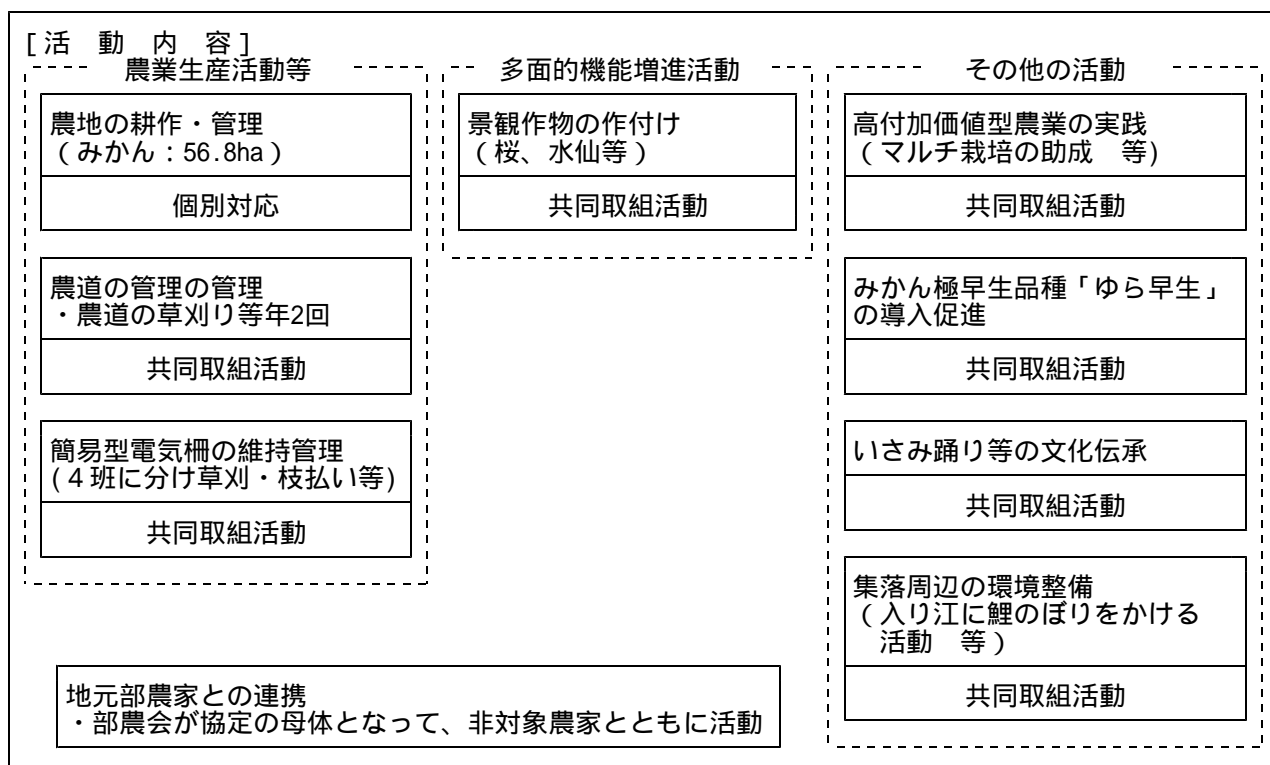 [活　動　内　容]
農業生産活動等
農地の耕作・管理
（みかん：56.8ha）
個別対応
農道の管理の管理
・農道の草刈り等年2回
共同取組活動
簡易型電気柵の維持管理
(４班に分け草刈・枝払い等)
共同取組活動
多面的機能増進活動
景観作物の作付け
（桜、水仙等）
共同取組活動
その他の活動
高付加価値型農業の実践
（マルチ栽培の助成　等)
共同取組活動
みかん極早生品種「ゆら早生」
の導入促進
共同取組活動
いさみ踊り等の文化伝承
共同取組活動
集落周辺の環境整備
（入り江に鯉のぼりをかける
活動　等）
共同取組活動
地元部農家との連携
・部農会が協定の母体となって、非対象農家とともに活動